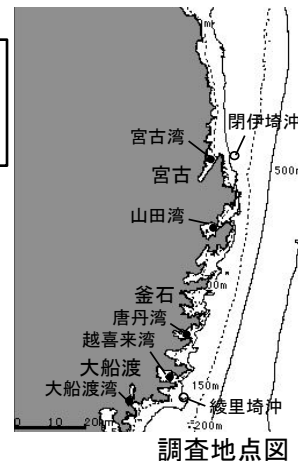 m
閉伊埼沖
宮古湾
宮古
500m
山田湾
釜石
00m
唐丹湾
越喜来湾
大船渡
大船渡湾
150m
綾里埼沖
0 10 20km
200m
調査地点図